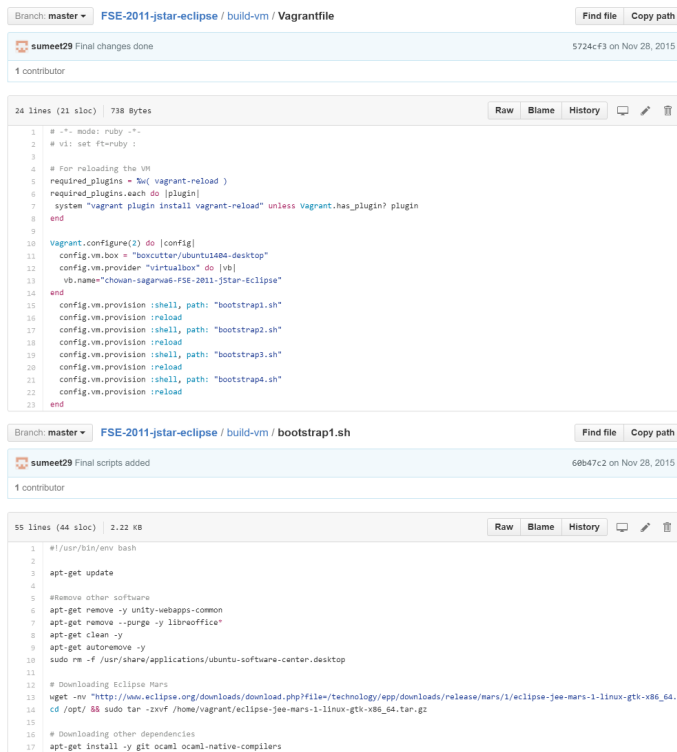 Branch: master FSE-2011-jstar-eclipse / build-vm / Vagrantfile Find file Copy path
sumeet29 Final changes done 5724cf3 on Nov 28, 2015
1 contributor
24 lines (21 sloc) 738 Bytes Raw Blame History
1 # -*- mode: ruby -*-
2 # vi: set ft=ruby :
3
4 # For reloading the VM
5 required_plugins = %w( vagrant-reload )
6 required_plugins.each do |plugin|
7 system "vagrant plugin install vagrant-reload" unless Vagrant.has_plugin? plugin
8 end
9
10 Vagrant.configure(2) do |config|
11 config.vm.box = "boxcutter/ubuntu1404-desktop"
12 config.vm.provider "virtualbox" do |vb|
13 vb.name="chowan-sagarwa6-FSE-2011-jStar-Eclipse"
14 end
15 config.vm.provision :shell, path: "bootstrap1.sh"
16 config.vm.provision :reload
17 config.vm.provision :shell, path: "bootstrap2.sh"
18 config.vm.provision :reload
19 config.vm.provision :shell, path: "bootstrap3.sh"
20 config.vm.provision :reload
21 config.vm.provision :shell, path: "bootstrap4.sh"
22 config.vm.provision :reload
23 end
Branch: master FSE-2011-jstar-eclipse / build-vm / bootstrap1.sh Find file Copy path
sumeet29 Final scripts added 60b47c2 on Nov 28, 2015
1 contributor
55 lines (44 sloc) 2.22 KB Raw Blame History
1 #!/usr/bin/env bash
2
3 apt-get update
4
5 #Remove other software
6 apt-get remove -y unity-webapps-common
7 apt-get remove --purge -y libreoffice*
8 apt-get clean -y
9 apt-get autoremove -y
10 sudo rm -f /usr/share/applications/ubuntu-software-center.desktop
11
12 # Downloading Eclipse Mars
13 wget -nv "http://www.eclipse.org/downloads/download.php?file=/technology/epp/downloads/release/mars/1/eclipse-jee-mars-1-linux-gtk-x86_64.
14 cd /opt/ && sudo tar -zxvf /home/vagrant/eclipse-jee-mars-1-linux-gtk-x86_64.tar.gz
15
16 # Downloading other dependencies
17 apt-get install -y git ocaml ocaml-native-compilers